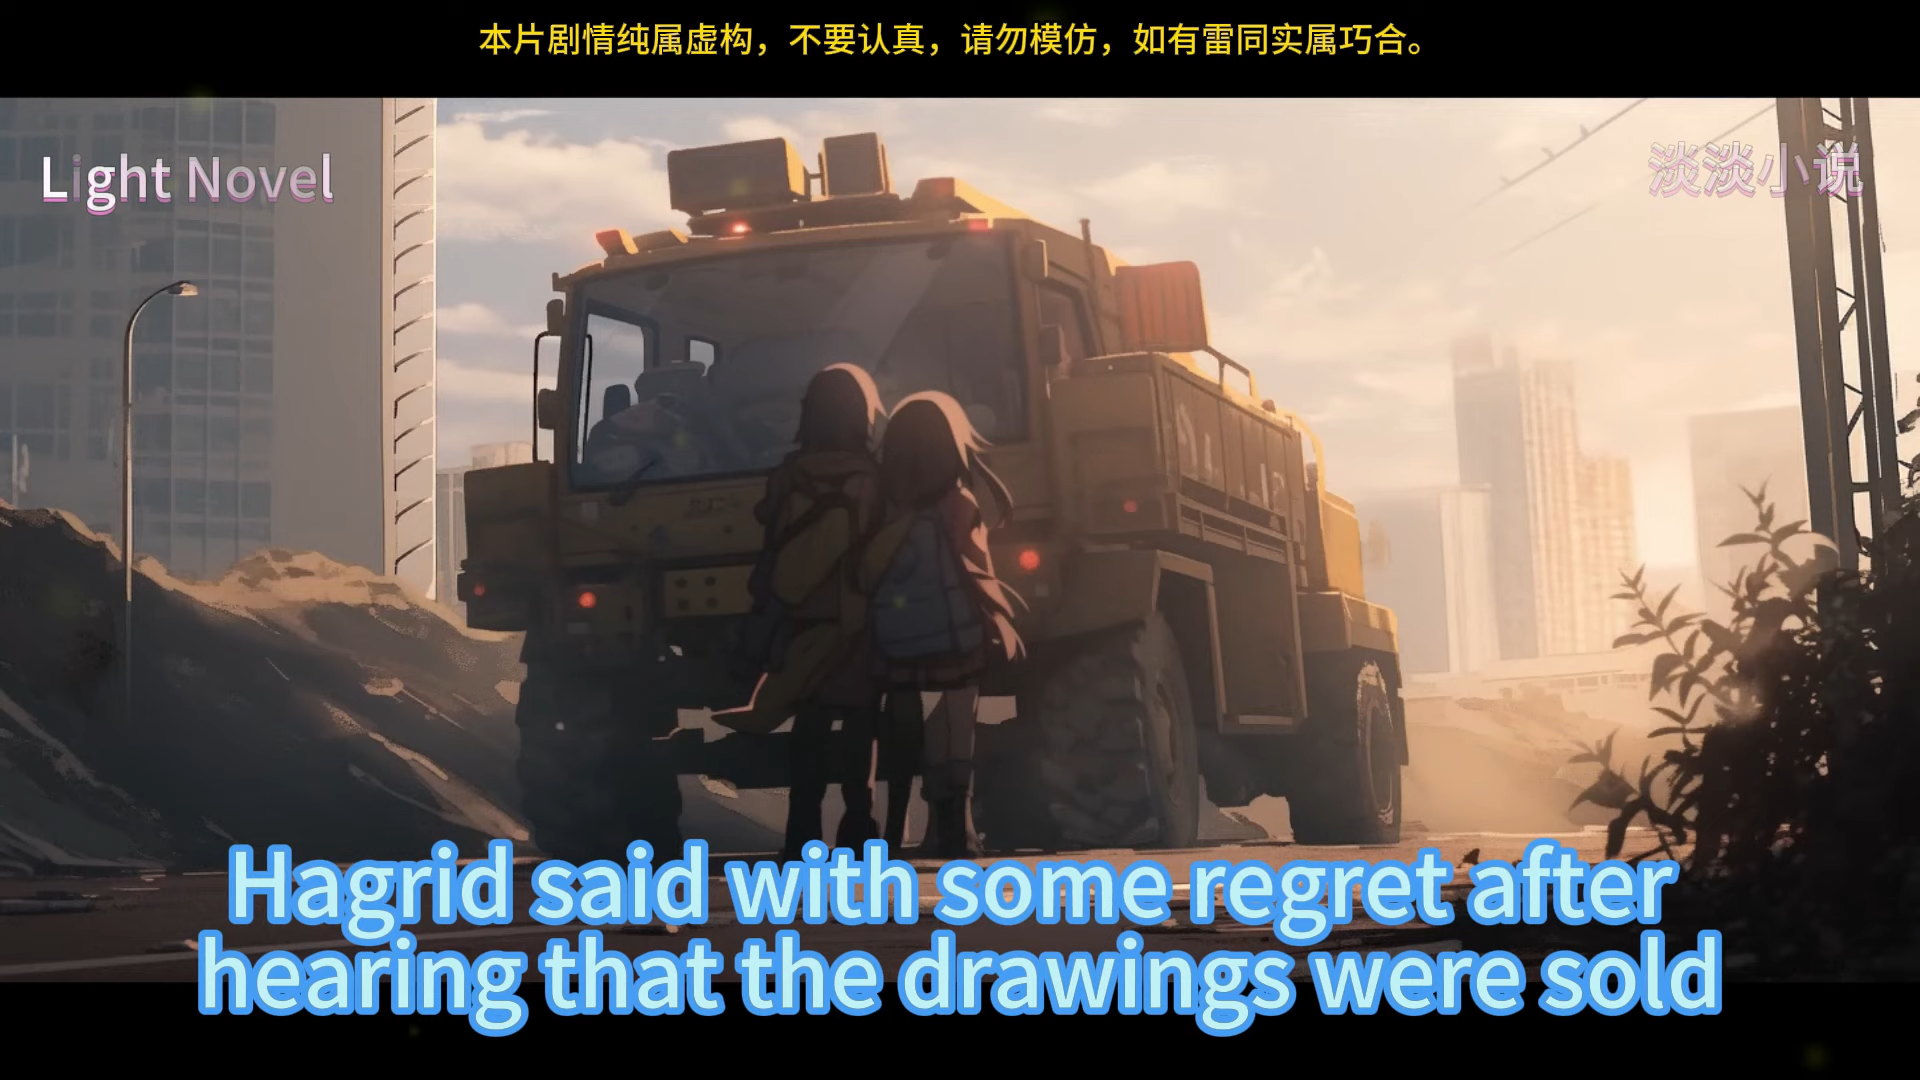 本片剧情纯属虚构，不要认真，请勿模仿，如有雷同实属巧合。
Light Novel
淡淡小说
Hagrid said with some regret after
hearing that the drawings were sold